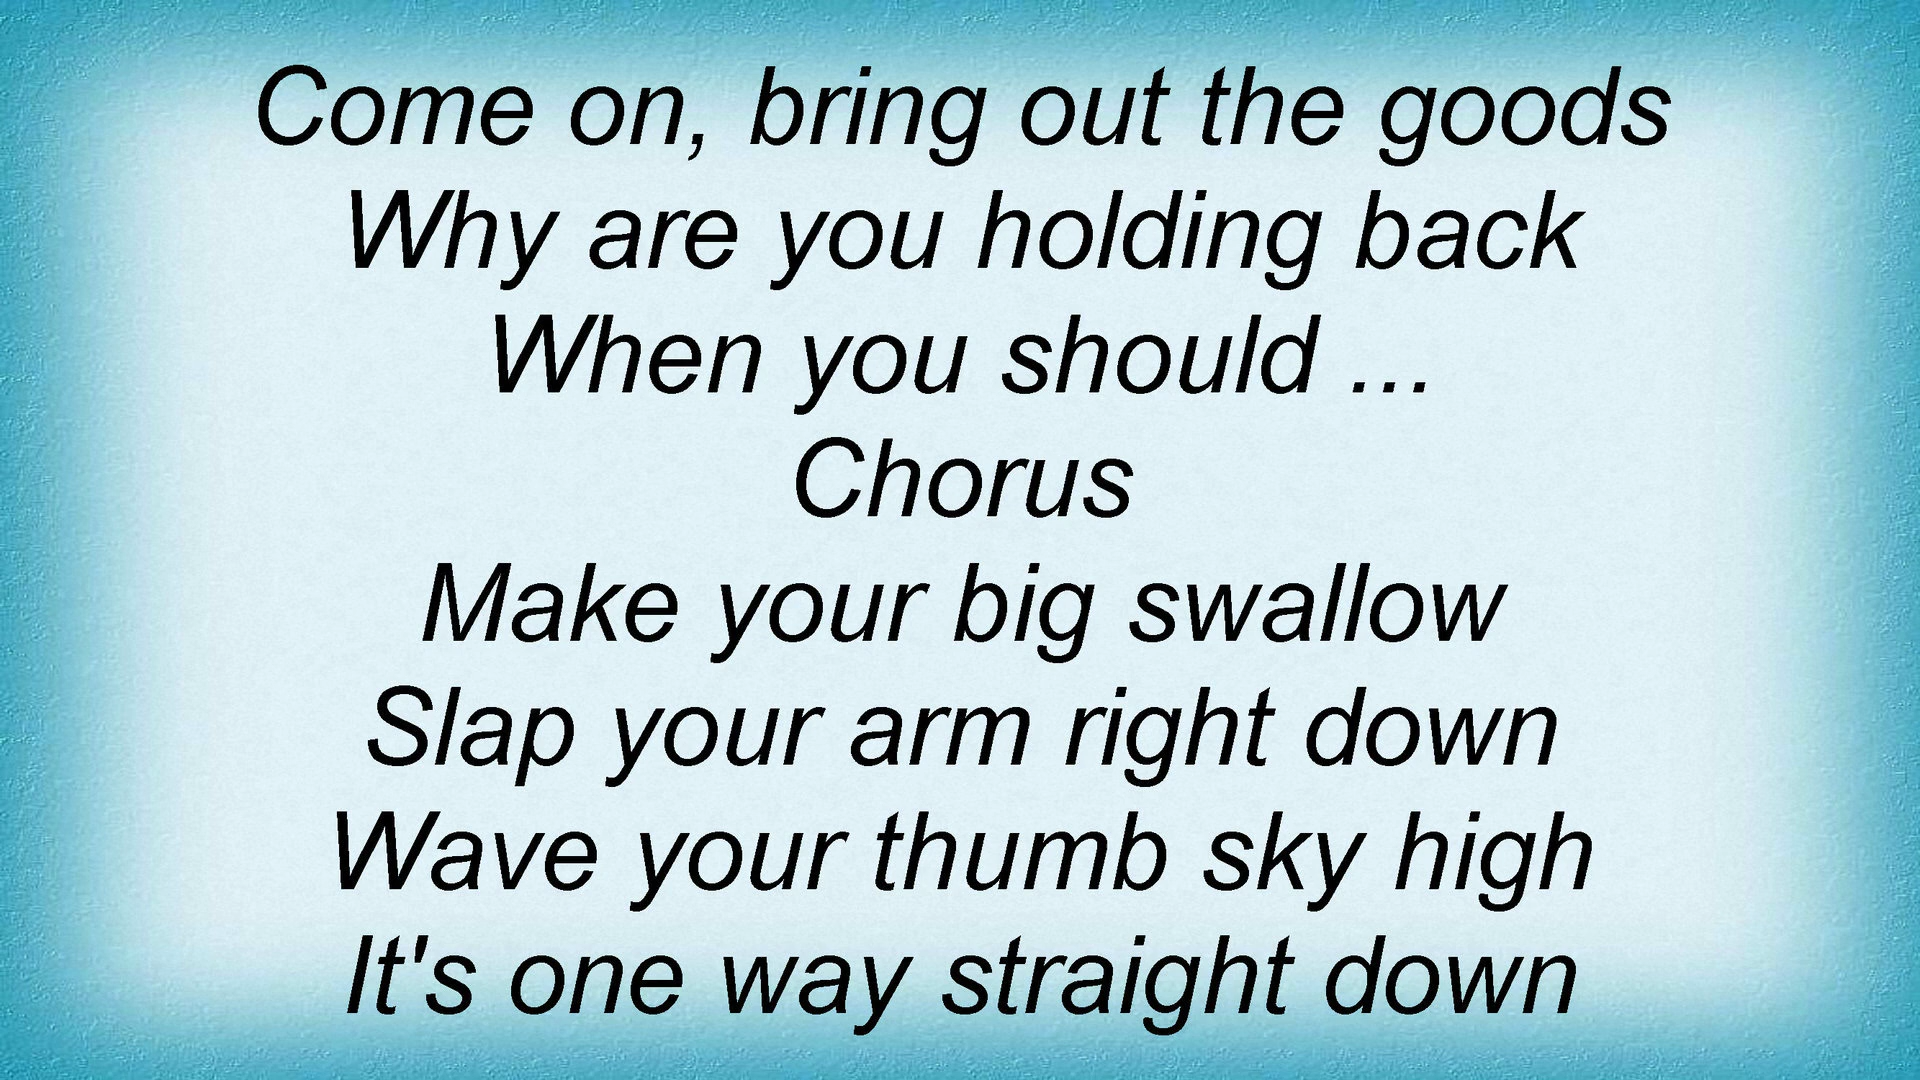 Come on, bring out the goods
Why are you holding back
When you should ...
Chorus
Make your big swallow
Slap your arm right down
Wave your thumb sky high
It's one way straight down